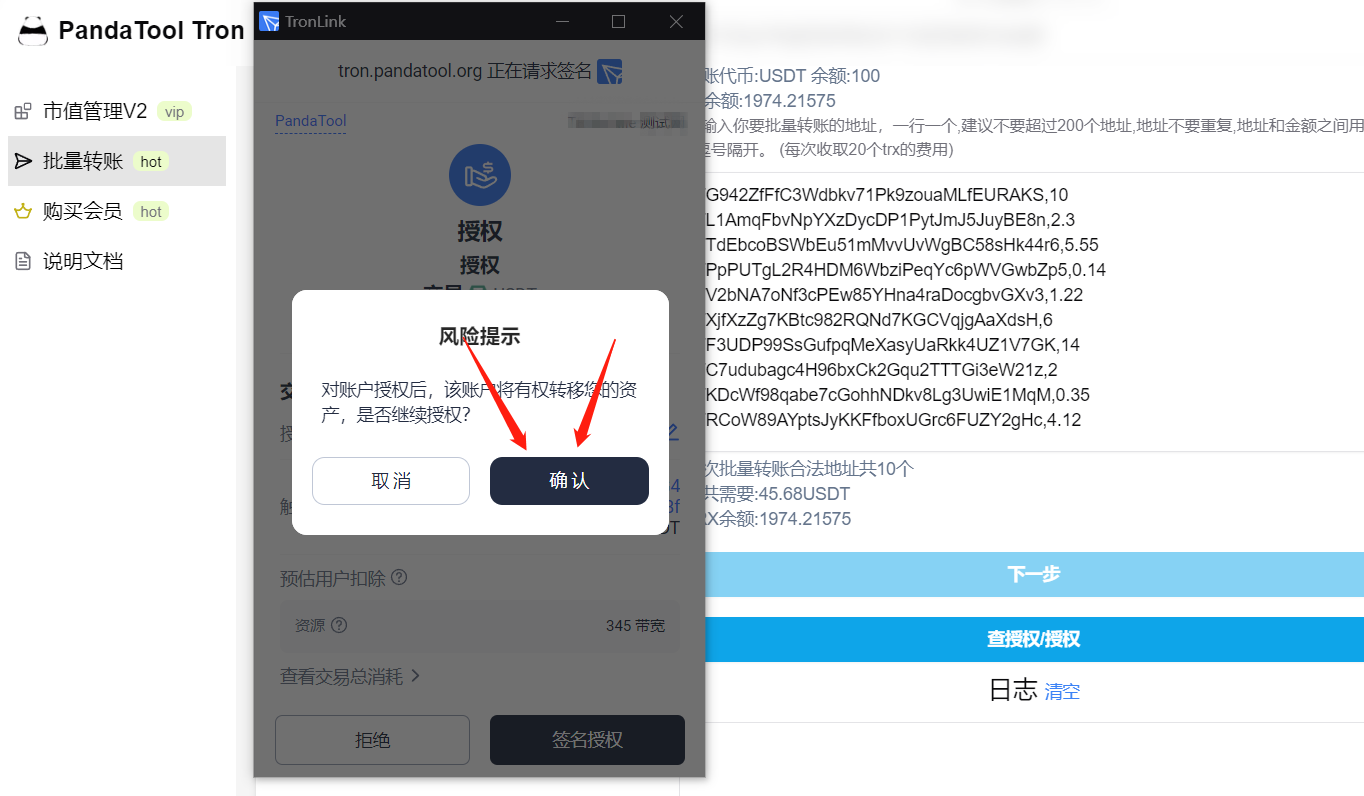 PandaTool Tron
市值管理V2 vip
批量转账 hot
购买会员 hot
说明文档
TronLink
tron.pandatool.org 正在请求签名
PandaTool
测试
授权
授权
风险提示
对账户授权后，该账户将有权转移您的资
产，是否继续授权?
取消
确认
预估用户扣除
资源
345 带宽
查看交易总消耗 >
拒绝
签名授权
账代币:USDT 余额:100
余额:1974.21575
输入你要批量转账的地址，一行一个,建议不要超过200个地址,地址不要重复,地址和金额之间用
号隔开。 (每次收取20个trx的费用)
G942ZfFfC3Wdbkv71Pk9zouaMLfEURAKS,10
L1AmqFbvNpYXzDycDP1PytJmJ5JuyBE8n,2.3
TdEbcoBSWbEu51mMvvUvWgBC58sHk44r6,5.55
PpPUTgL2R4HDM6WbziPeqYc6pWVGwbZp5,0.14
V2bNA7oNf3cPEw85YHna4raDocgbvGXv3,1.22
XjfXzZg7KBtc982RQNd7KGCVqjgAaXdsH,6
F3UDP99SsGufpqMeXasyUaRkk4UZ1V7GK,14
C7udubagc4H96bxCk2Gqu2TTTGi3eW21z,2
KDcWf98qabe7cGohhNDkv8Lg3UwiE1MqM,0.35
RCoW89AYptsJyKKFfboxUGrc6FUZY2gHc,4.12
次批量转账合法地址共10个
共需要:45.68USDT
X余额:1974.21575
下一步
查授权/授权
日志 清空